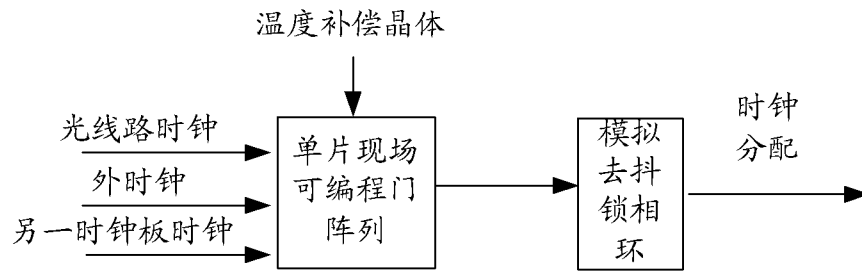 温度补偿晶体
光线路时钟
外时钟
另一时钟板时钟
单片现场
可编程门
阵列
模拟
去抖
锁相
环
时钟
分配